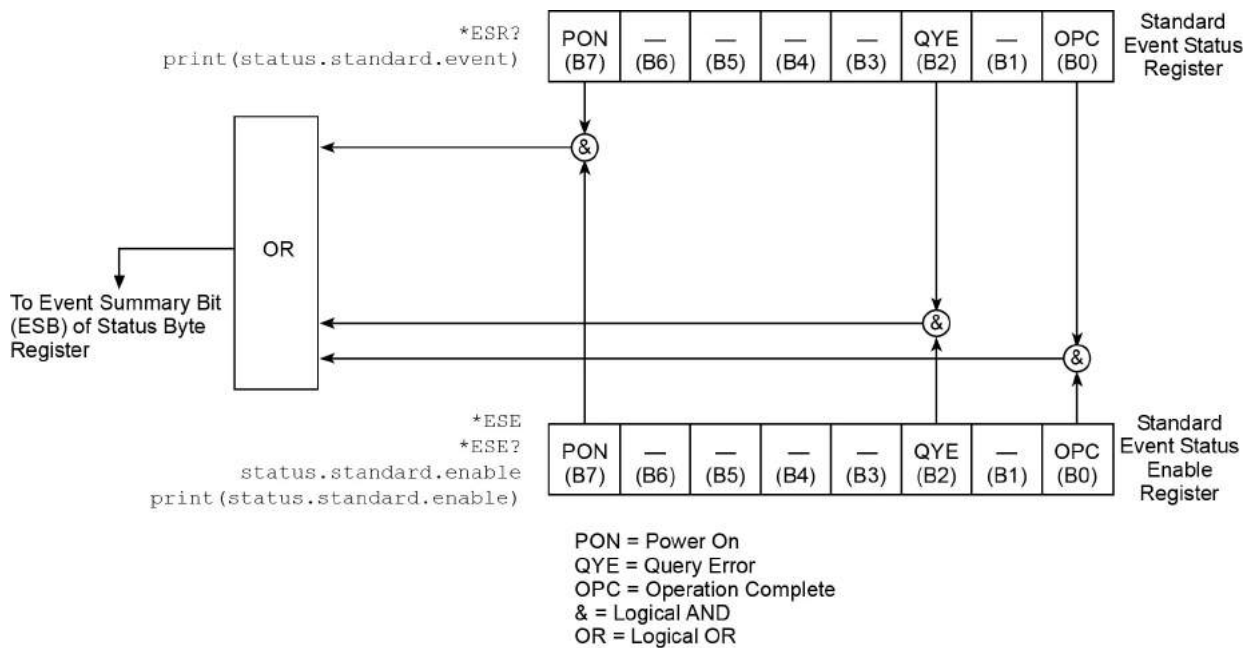 *ESR?
print(status.standard.event)
PON — — — — QYE — OPC
(B7) (B6) (B5) (B4) (B3) (B2) (B1) (B0)
Standard
Event Status
Register
&
OR
To Event Summary Bit
(ESB) of Status Byte
Register
&
&
*ESE
*ESE?
status.standard.enable
print(status.standard.enable)
PON — — — — QYE — OPC
(B7) (B6) (B5) (B4) (B3) (B2) (B1) (B0)
Standard
Event Status
Enable
Register
PON = Power On
QYE = Query Error
OPC = Operation Complete
& = Logical AND
OR = Logical OR